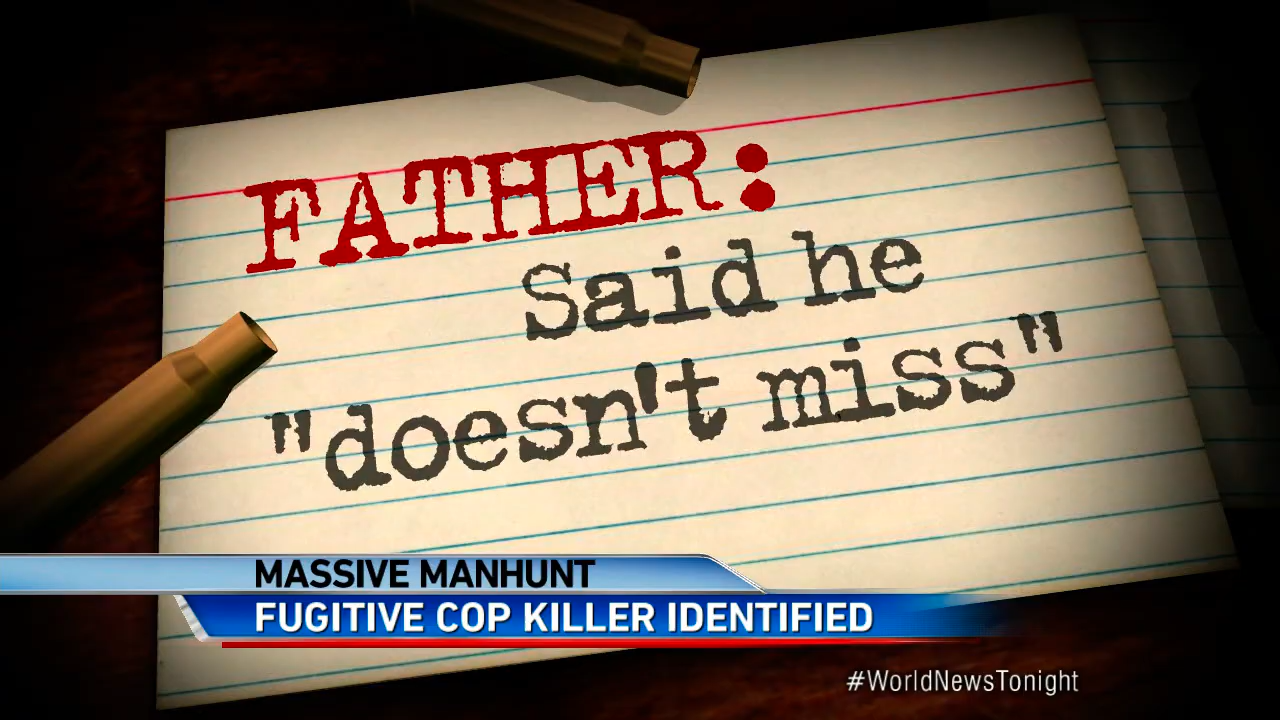 FATHER:
Said he
"doesn't miss"
MASSIVE MANHUNT
FUGITIVE COP KILLER IDENTIFIED
#WorldNewsTonight